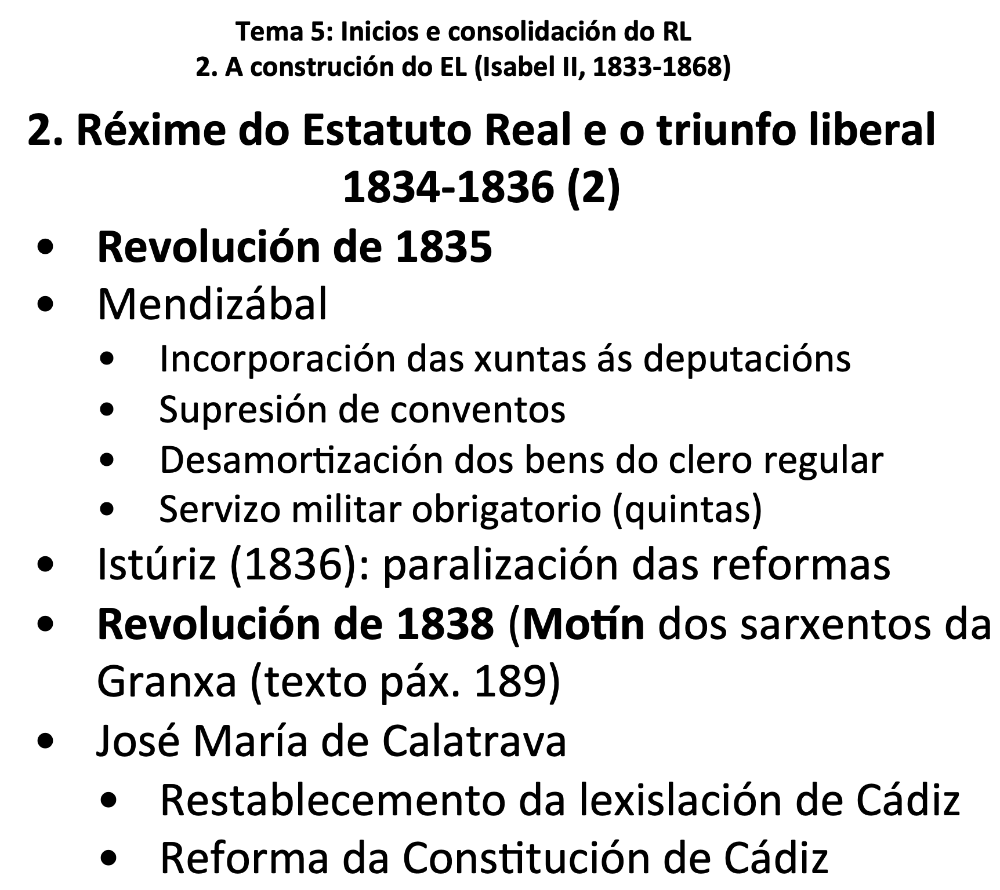 Tema 5: Inicios e consolidación do RL
2. A construción do EL (Isabel II, 1833-1868)
2. Réxime do Estatuto Real e o triunfo liberal
1834-1836 (2)
• Revolución de 1835
• Mendizábal
• Incorporación das xuntas ás deputacións
• Supresión de conventos
• Desamortización dos bens do clero regular
• Servizo militar obrigatorio (quintas)
• Istúriz (1836): paralización das reformas
• Revolución de 1838 (Motín dos sarxentos da
Granxa (texto páx. 189)
• José María de Calatrava
• Restablecemento da lexislación de Cádiz
• Reforma da Constitución de Cádiz